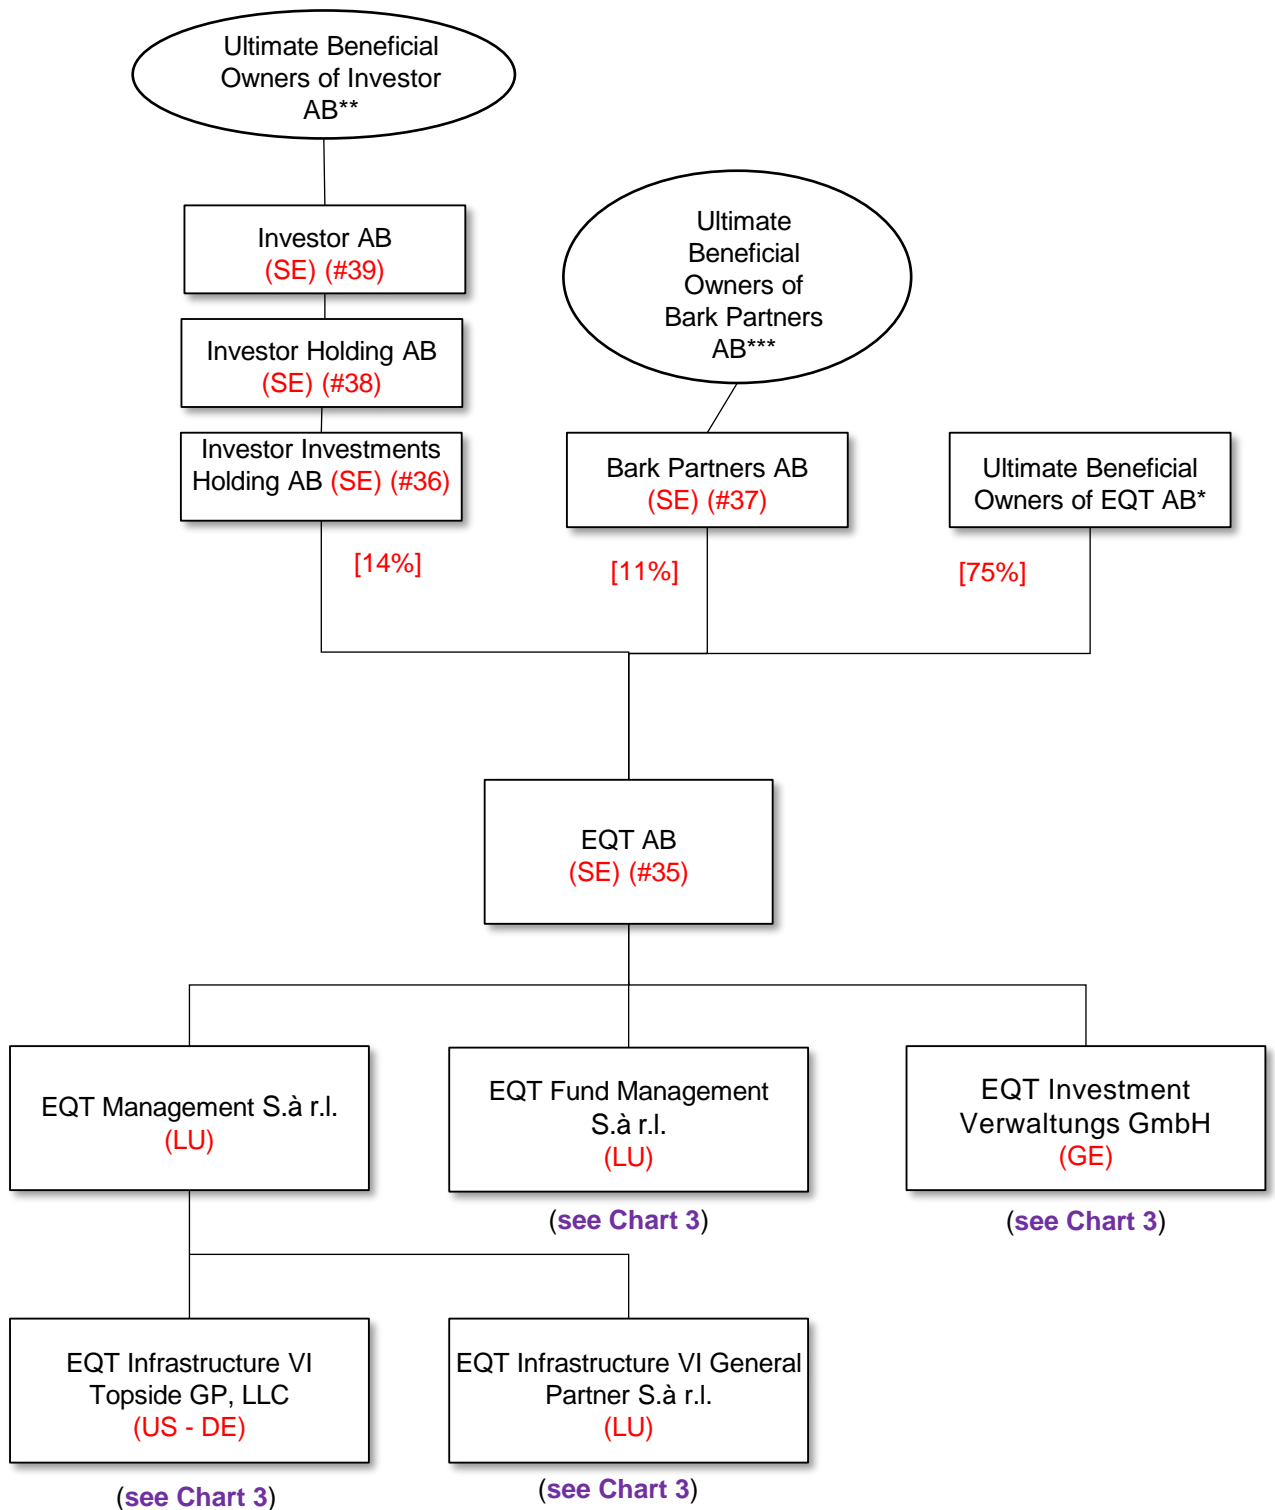 Ultimate Beneficial
Owners of Investor
AB**
Investor AB
(SE) (#39)
Investor Holding AB
(SE) (#38)
Investor Investments
Holding AB (SE) (#36)
Ultimate
Beneficial
Owners of
Bark Partners
AB***
Bark Partners AB
(SE) (#37)
Ultimate Beneficial
Owners of EQT AB*
[14%]
[11%]
[75%]
EQT AB
(SE) (#35)
EQT Management S.à r.l.
(LU)
EQT Fund Management
S.à r.l.
(LU)
(see Chart 3)
EQT Investment
Verwaltungs GmbH
(GE)
(see Chart 3)
EQT Infrastructure VI
Topside GP, LLC
(US - DE)
(see Chart 3)
EQT Infrastructure VI General
Partner S.à r.l.
(LU)
(see Chart 3)